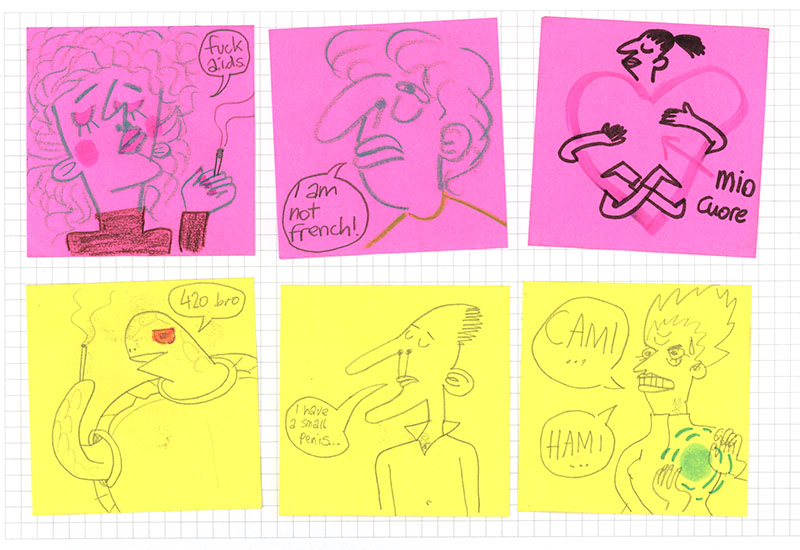 fuck
aids.
I am
not
french!
mio
cuore
420 bro
I have
a small
penis...
CAMI
...
HAMI
...